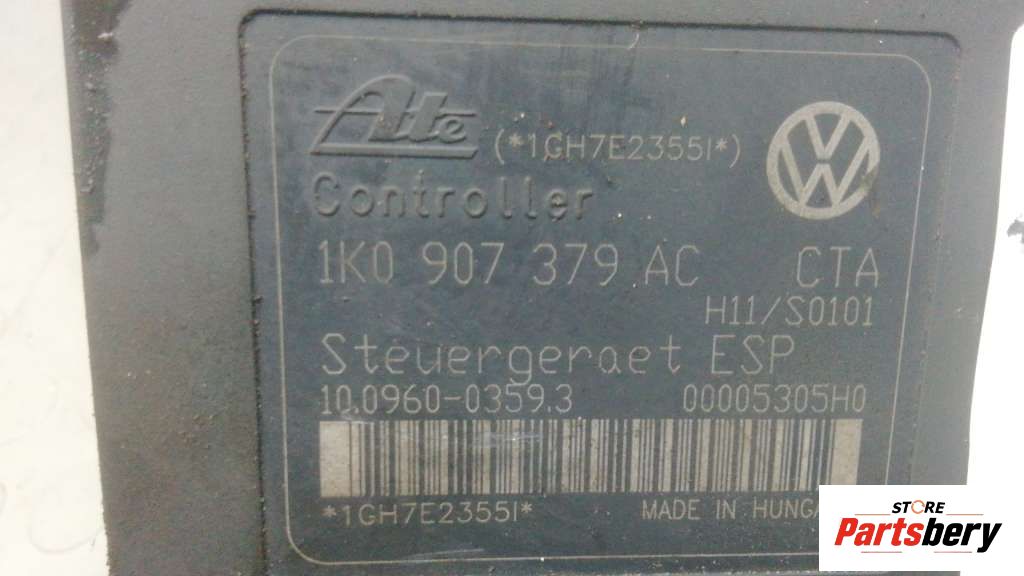 Ate (*1GH7E2355I*)
Controller
1K0 907 379 AC CTA
H11/S0101
Steuergeraet ESP
10.0960-0359.3 00005305H0
*1GH7E2355I* MADE IN HUNGA
STORE
Partsbery